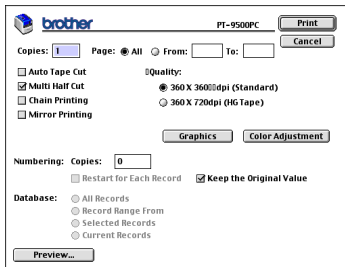 brother PT-9500PC Print
Cancel
Copies: 1 Page: All From: To:
Auto Tape Cut Quality:
Multi Half Cut 360 X 360 dpi (Standard)
Chain Printing 360 X 720dpi (HG Tape)
Mirror Printing
Graphics Color Adjustment
Numbering: Copies: 0
Restart for Each Record Keep the Original Value
Database: All Records
Record Range From
Selected Records
Current Records
Preview...